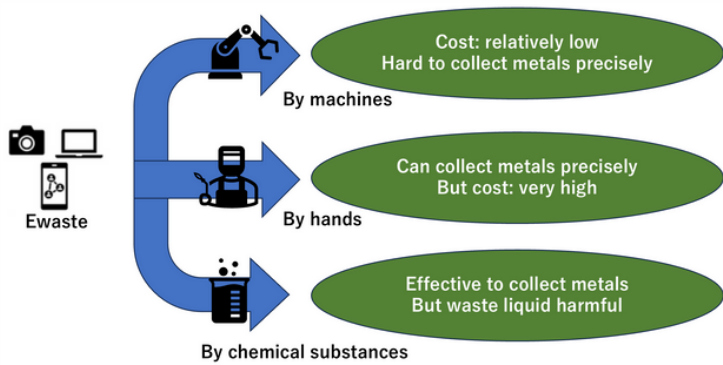 Cost: relatively low
Hard to collect metals precisely
By machines
Can collect metals precisely
But cost: very high
Ewaste
By hands
Effective to collect metals
But waste liquid harmful
By chemical substances